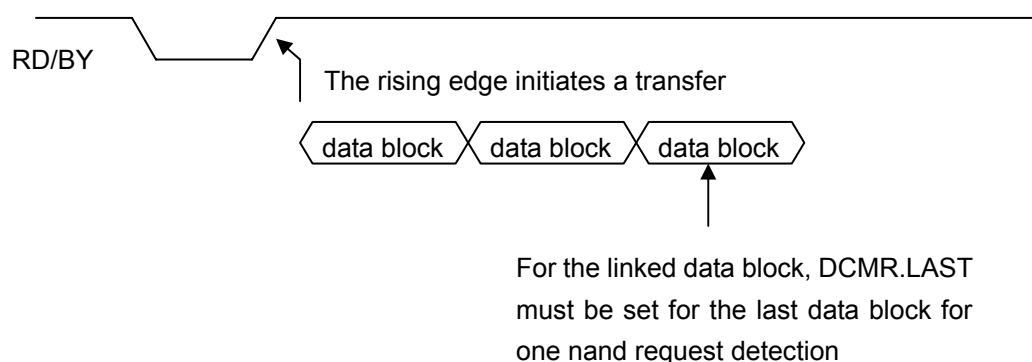 RD/BY
The rising edge initiates a transfer
data block data block data block
For the linked data block, DCMR.LAST
must be set for the last data block for
one nand request detection